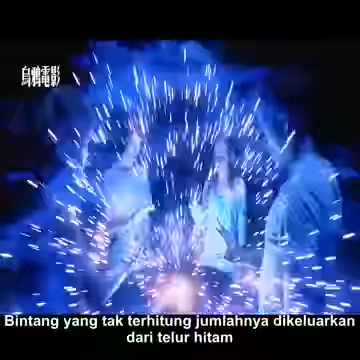 烏鴉電影
Bintang yang tak terhitung jumlahnya dikeluarkan
dari telur hitam